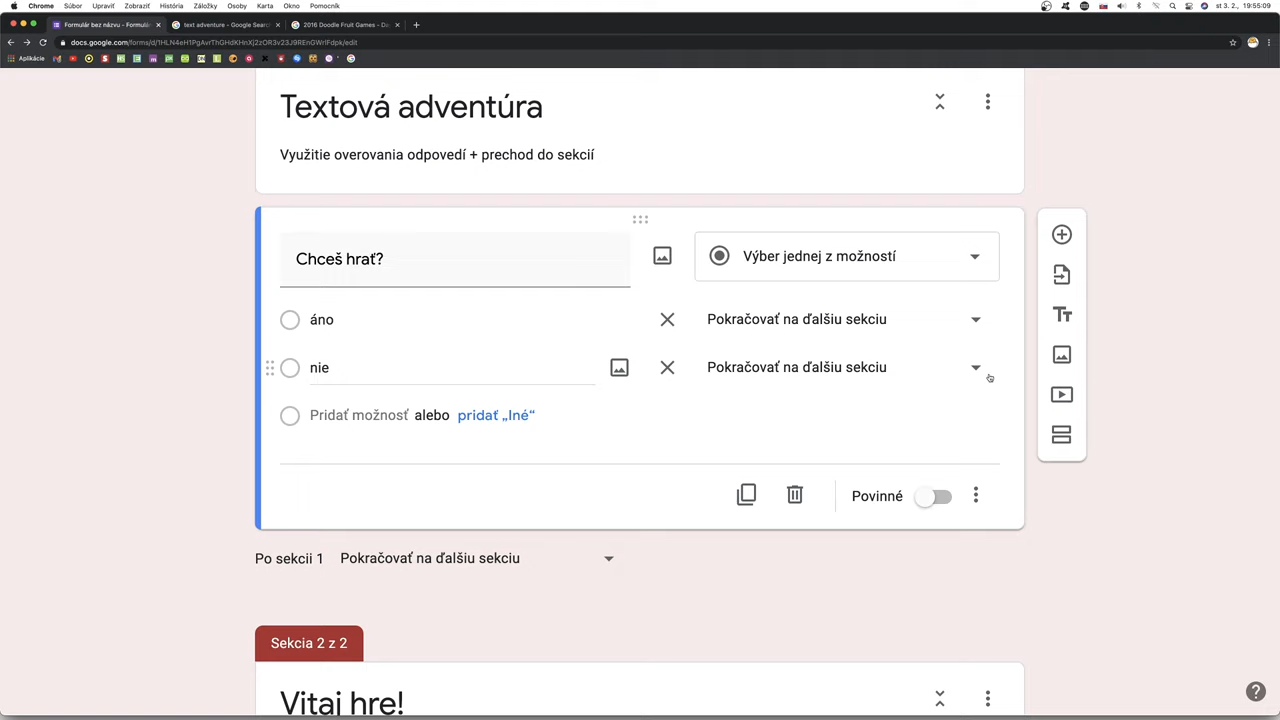 Chrome Súbor Upraviť Zobraziť História Záložky Osoby Karta Okno Pomocník st 3. 2., 19:55:09
Formulár bez názvu - Formulá text adventure - Google Searc 2016 Doodle Fruit Games - Da
Aplikácie
Textová adventúra
Využitie overovania odpovedí + prechod do sekcií
Chceš hrať?
Výber jednej z možností
áno
Pokračovať na ďalšiu sekciu
nie
Pokračovať na ďalšiu sekciu
Pridať možnosť alebo pridať „Iné“
Povinné
Po sekcii 1 Pokračovať na ďalšiu sekciu
Sekcia 2 z 2
Vitaj hre!